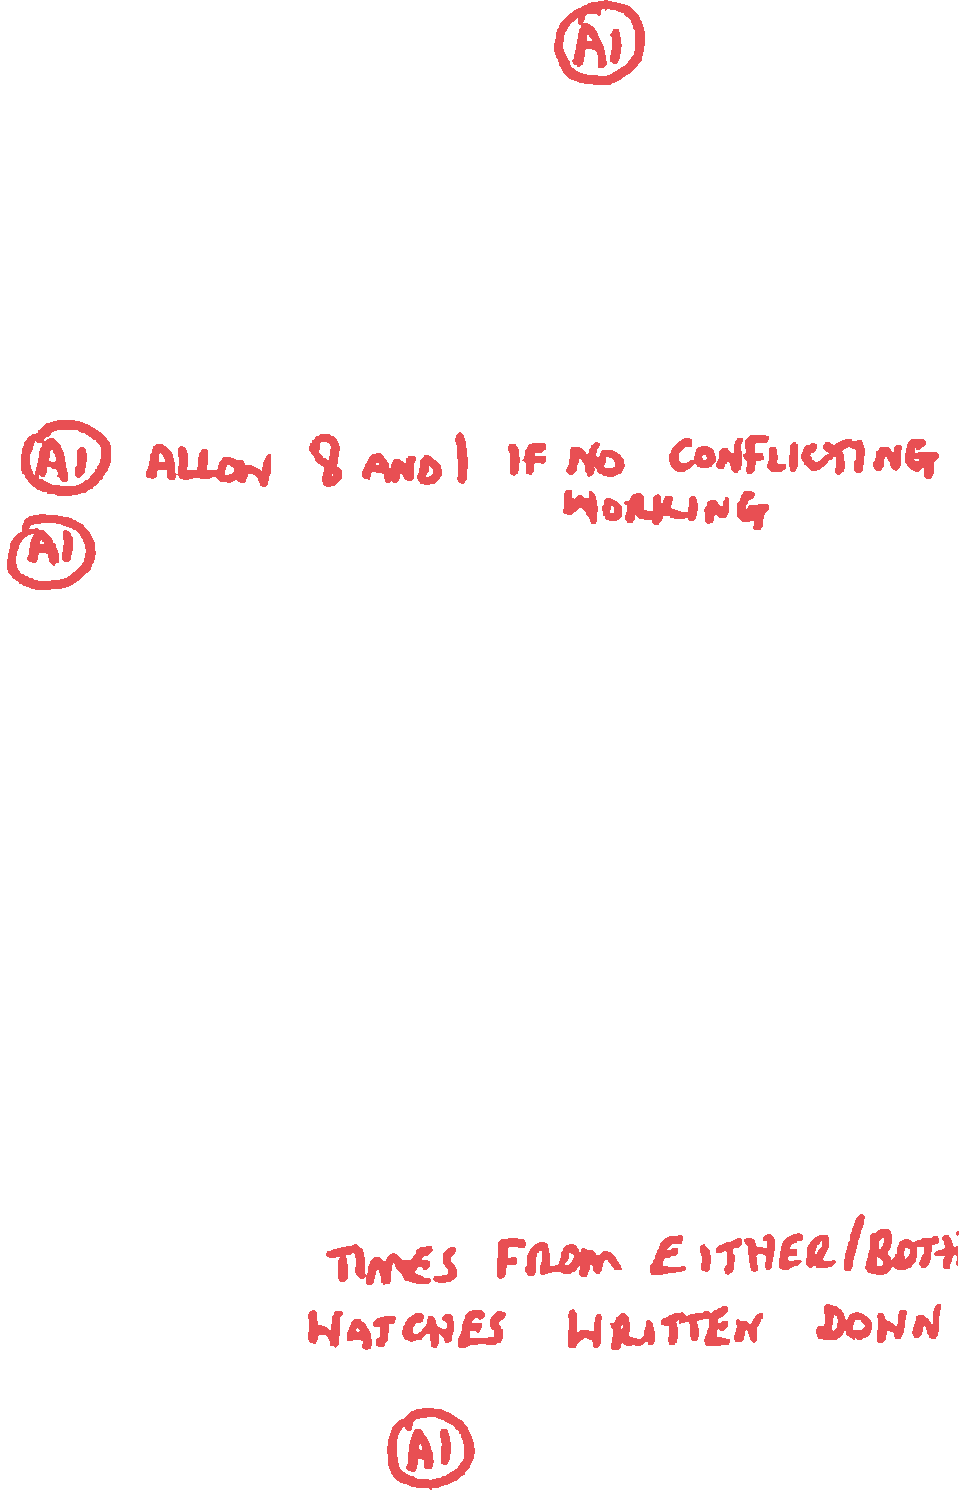 A1
A1 ALLOW 8 AND 1 IF NO CONFLICTING
WORKING
A1
TIMES FROM EITHER/BOTH
WATCHES WRITTEN DOWN
A1